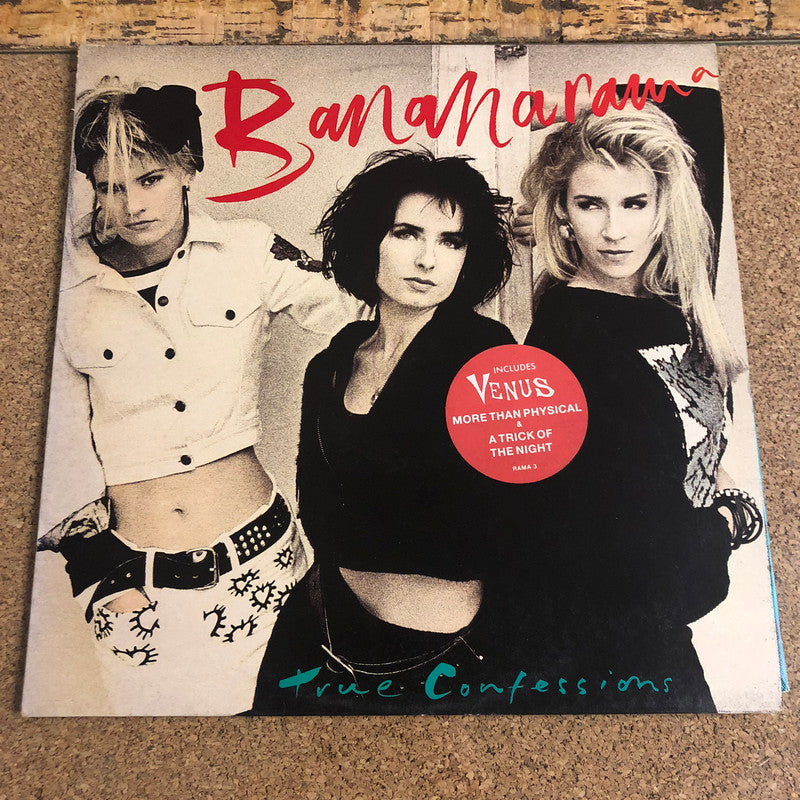 Bananarama
INCLUDES
VENUS
MORE THAN PHYSICAL
&
A TRICK OF
THE NIGHT
RAMA 3
True Confessions